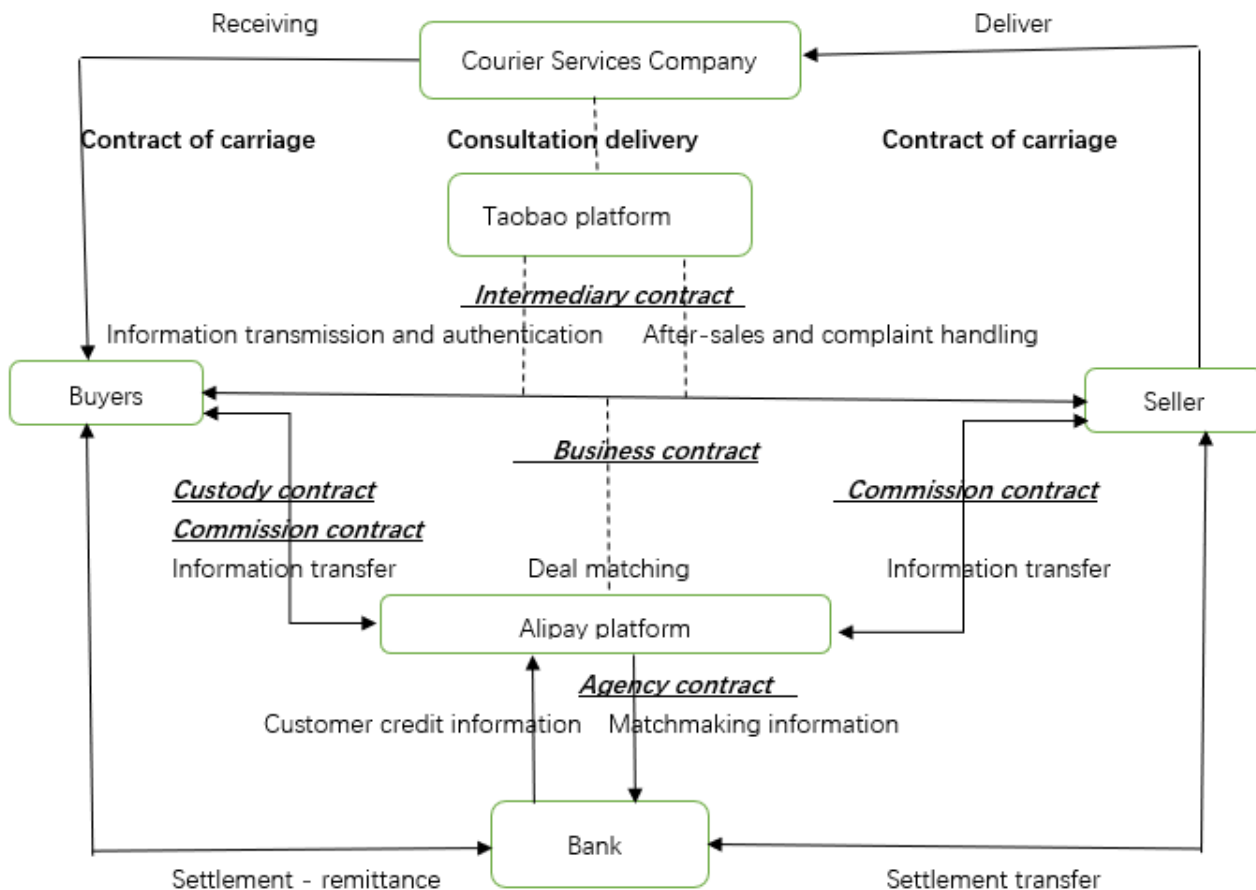 Receiving
Deliver
Courier Services Company
Contract of carriage
Consultation delivery
Contract of carriage
Taobao platform
Intermediary contract
Information transmission and authentication
After-sales and complaint handling
Buyers
Seller
Business contract
Custody contract
Commission contract
Commission contract
Information transfer
Deal matching
Information transfer
Alipay platform
Agency contract
Customer credit information
Matchmaking information
Bank
Settlement - remittance
Settlement transfer